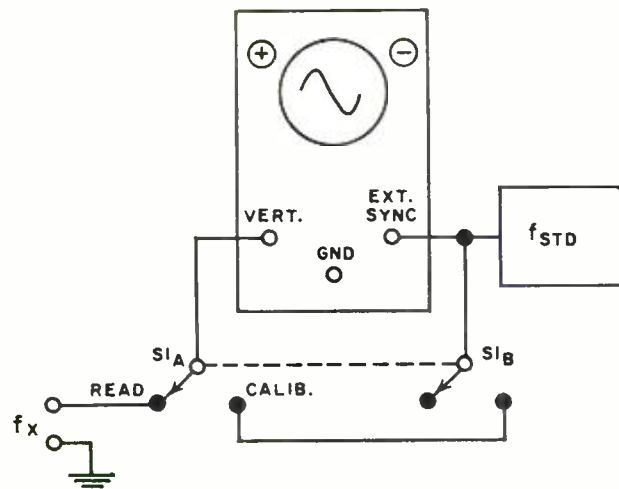 + −
VERT.
EXT.
SYNC
GND
fSTD
SIA
SIB
READ
CALIB.
fx